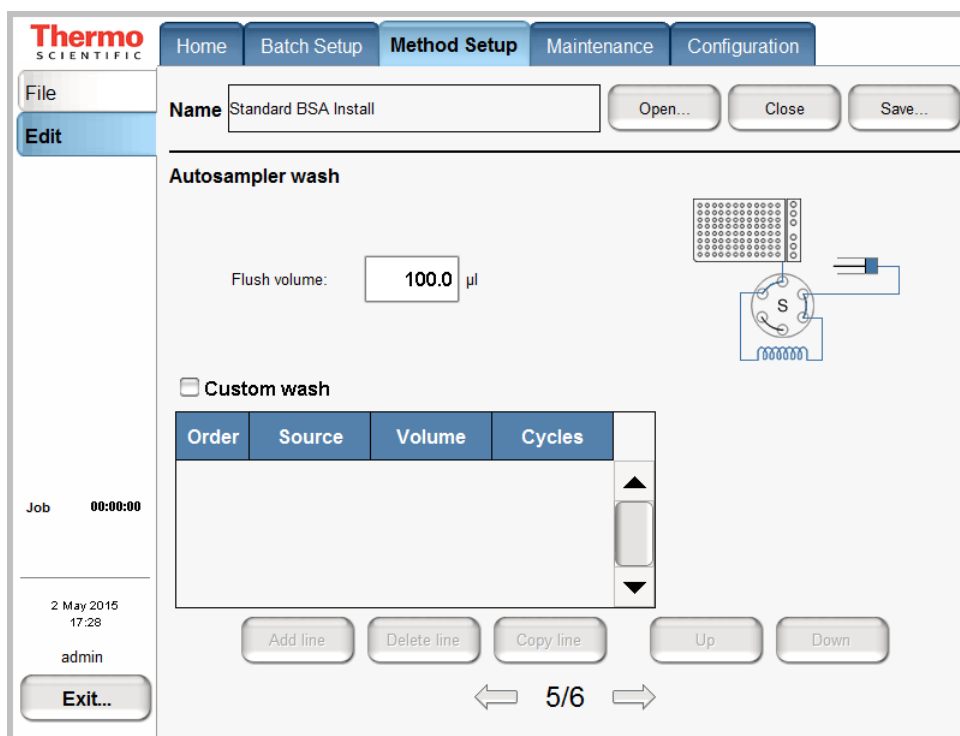 Thermo
SCIENTIFIC
Home Batch Setup Method Setup Maintenance Configuration
File
Edit
Name Standard BSA Install Open... Close Save...
Autosampler wash
Flush volume: 100.0 µl
S
Custom wash
Order Source Volume Cycles
Job 00:00:00
Add line Delete line Copy line Up Down
2 May 2015
17:28
admin
Exit...
5/6